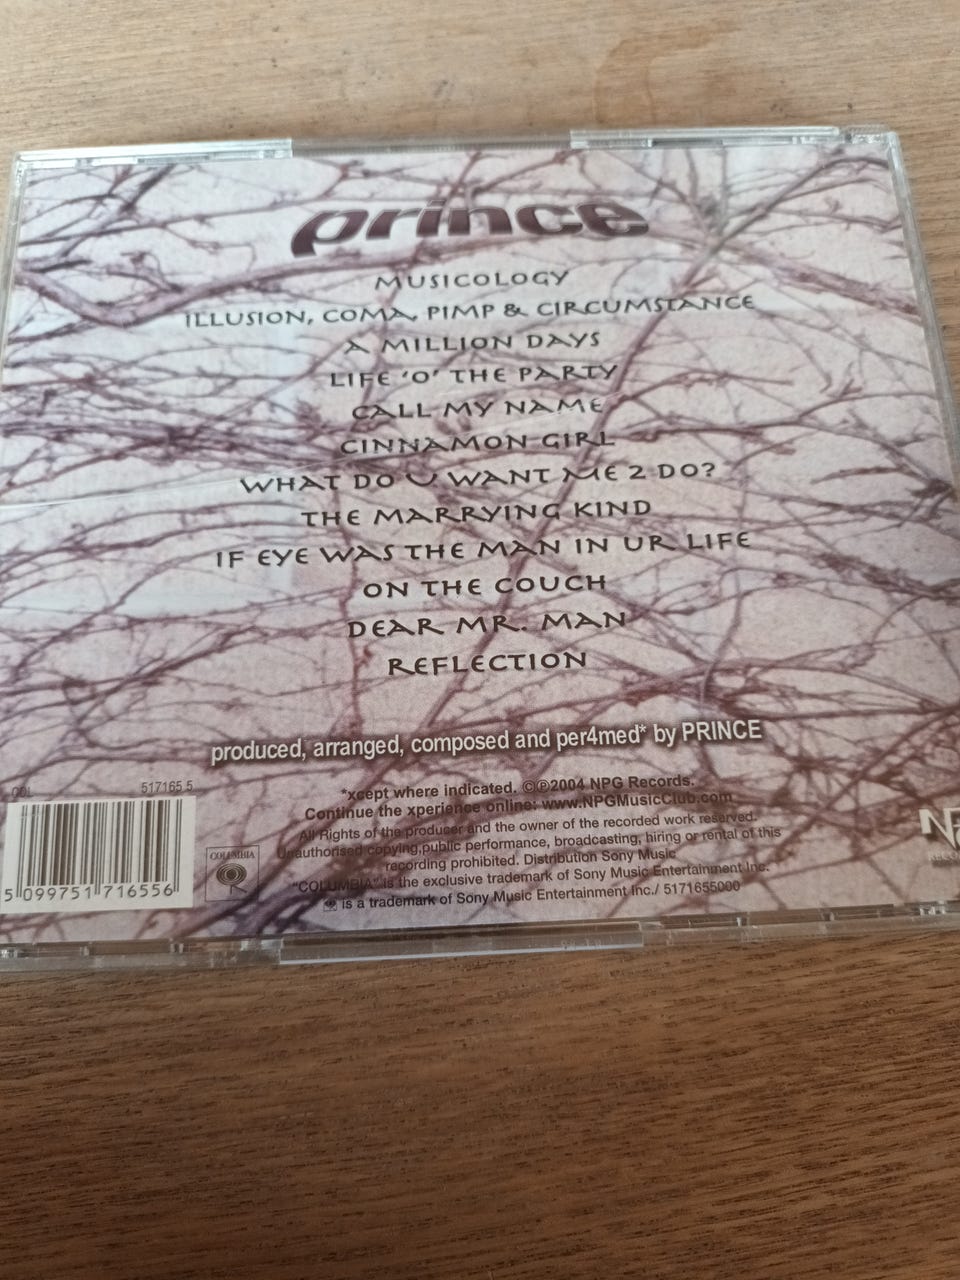 prince
MUSICOLOGY
ILLUSION, COMA, PIMP & CIRCUMSTANCE
A MILLION DAYS
LIFE 'O' THE PARTY
CALL MY NAME
CINNAMON GIRL
WHAT DO U WANT ME 2 DO?
THE MARRYING KIND
IF EYE WAS THE MAN IN UR LIFE
ON THE COUCH
DEAR MR. MAN
REFLECTION
produced, arranged, composed and per4med* by PRINCE
*xcept where indicated. ©℗2004 NPG Records.
Continue the xperience online: www.NPGMusicClub.com
All Rights of the producer and the owner of the recorded work reserved.
Unauthorised copying,public performance, broadcasting, hiring or rental of this
recording prohibited. Distribution Sony Music
"COLUMBIA" is the exclusive trademark of Sony Music Entertainment Inc.
is a trademark of Sony Music Entertainment Inc./ 5171655000
517165 5
5 099751 716556
COLUMBIA